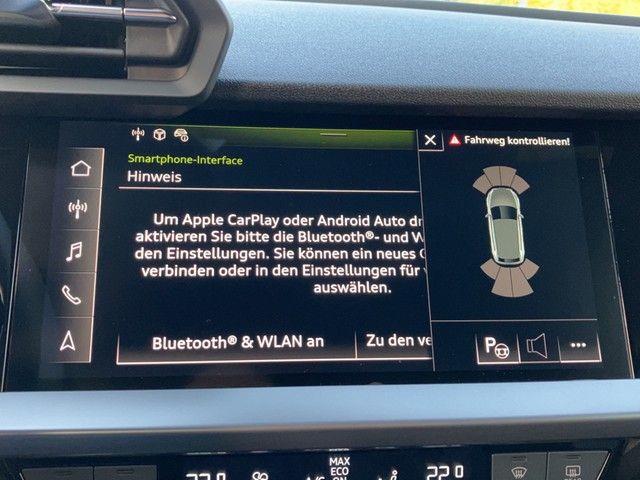 Smartphone-Interface
Hinweis
Um Apple CarPlay oder Android Auto
aktivieren Sie bitte die Bluetooth®- und
den Einstellungen. Sie können ein neues
verbinden oder in den Einstellungen für
auswählen.
Bluetooth® & WLAN an
Zu den
Fahrweg kontrollieren!
P
MAX
ECO
ON
A/C
22.0